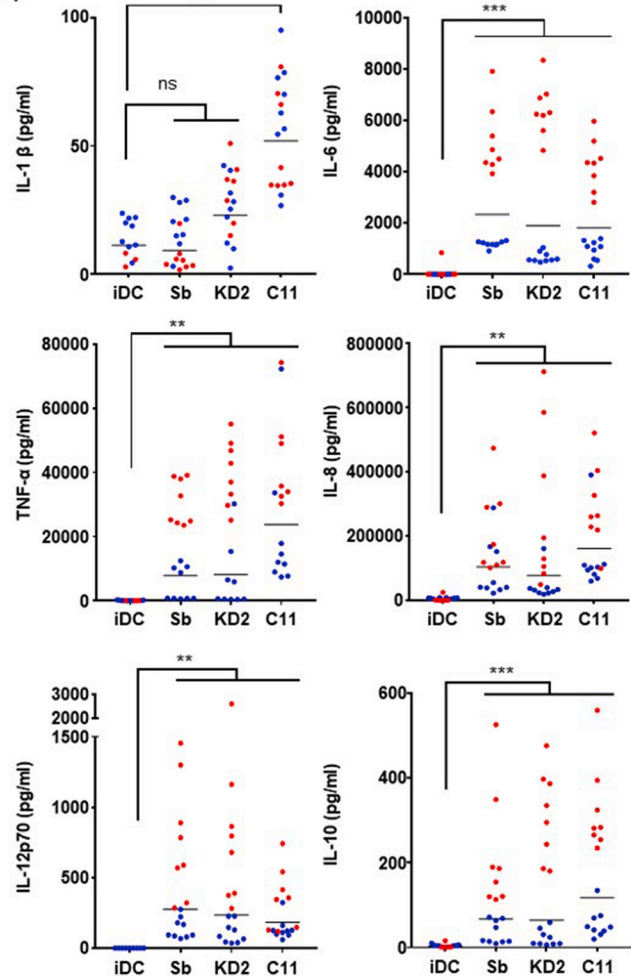 IL-1 β (pg/ml)
100
50
0
ns
iDC Sb KD2 C11
IL-6 (pg/ml)
10000
8000
6000
4000
2000
0
***
iDC Sb KD2 C11
TNF-α (pg/ml)
80000
60000
40000
20000
0
**
iDC Sb KD2 C11
IL-8 (pg/ml)
800000
600000
400000
200000
0
**
iDC Sb KD2 C11
IL-12p70 (pg/ml)
3000
2000
1500
1000
500
0
**
iDC Sb KD2 C11
IL-10 (pg/ml)
600
400
200
0
***
iDC Sb KD2 C11